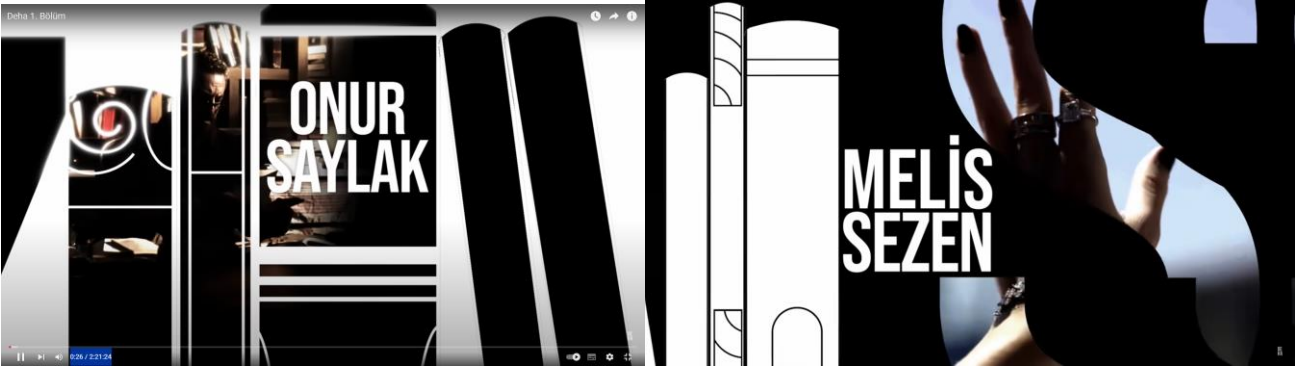 Deha 1. Bölüm
ONUR
SAYLAK
0:26 / 2:21:24
MELİS
SEZEN
S